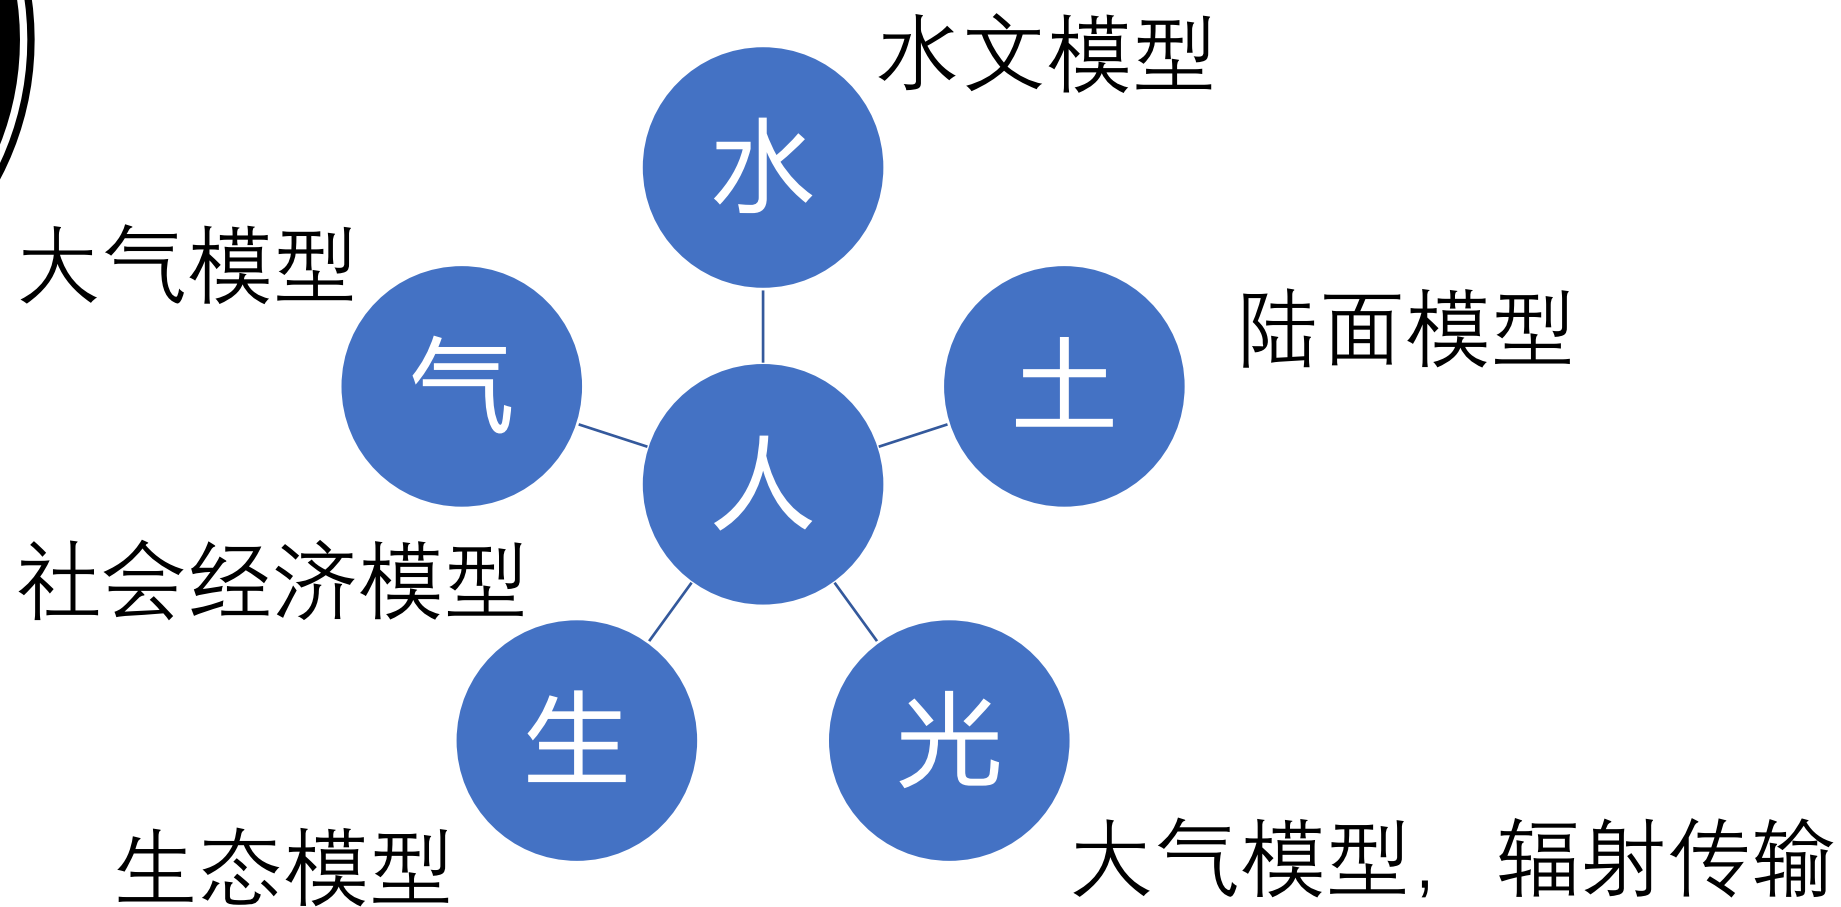 水文模型
水
大气模型
气
陆面模型
土
人
社会经济模型
生
光
生态模型
大气模型，辐射传输